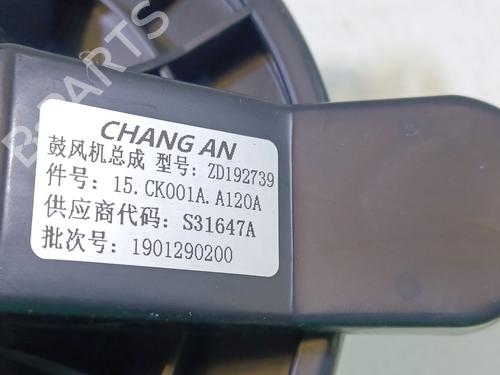 B-PARTS
CHANG AN
鼓风机总成 型号: ZD192739
件号: 15.CK001A.A120A
供应商代码: S31647A
批次号: 1901290200